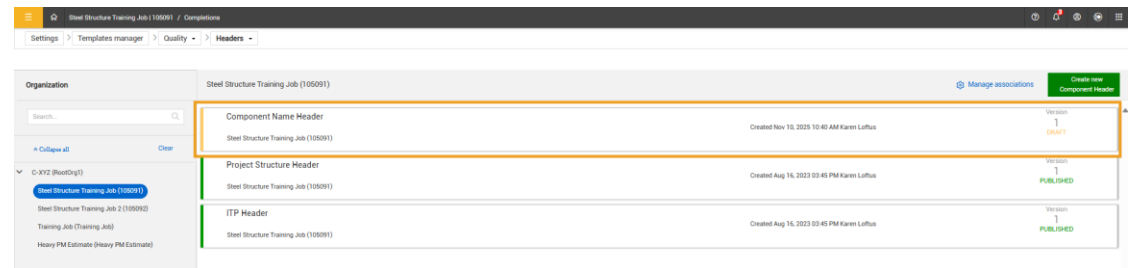 Steel Structure Training Job | 105091 / Completions
3
Settings > Templates manager > Quality > Headers
Organization
Steel Structure Training Job (105091)
Manage associations
Create new
Component Header
Search...
Collapse all
Clear
C-XYZ (RootOrg1)
Steel Structure Training Job (105091)
Steel Structure Training Job 2 (105092)
Training Job (Training Job)
Heavy PM Estimate (Heavy PM Estimate)
Component Name Header
Steel Structure Training Job (105091)
Created Nov 10, 2025 10:40 AM Karen Loftus
Version
1
DRAFT
Project Structure Header
Steel Structure Training Job (105091)
Created Aug 16, 2023 03:45 PM Karen Loftus
Version
1
PUBLISHED
ITP Header
Steel Structure Training Job (105091)
Created Aug 16, 2023 03:45 PM Karen Loftus
Version
1
PUBLISHED